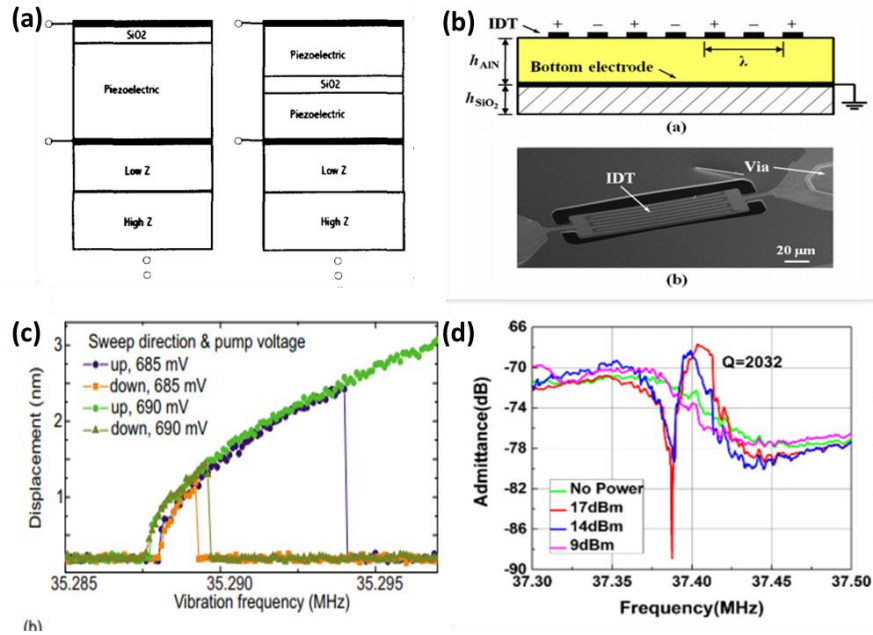 (a)
SiO2
Piezoelectric
Low Z
High Z
Piezoelectric
SiO2
Piezoelectric
Low Z
High Z
(b)
IDT + − + − + − +
h_AlN
λ
Bottom electrode
h_SiO₂
(a)
Via
IDT
20 μm
(b)
(c)
Displacement (nm)
3
2
1
Sweep direction & pump voltage
up, 685 mV
down, 685 mV
up, 690 mV
down, 690 mV
35.285 35.290 35.295
Vibration frequency (MHz)
(b)
(d)
Admittance(dB)
-66
-70
-74
-78
-82
-86
-90
Q=2032
No Power
17dBm
14dBm
9dBm
37.30 37.35 37.40 37.45 37.50
Frequency(MHz)